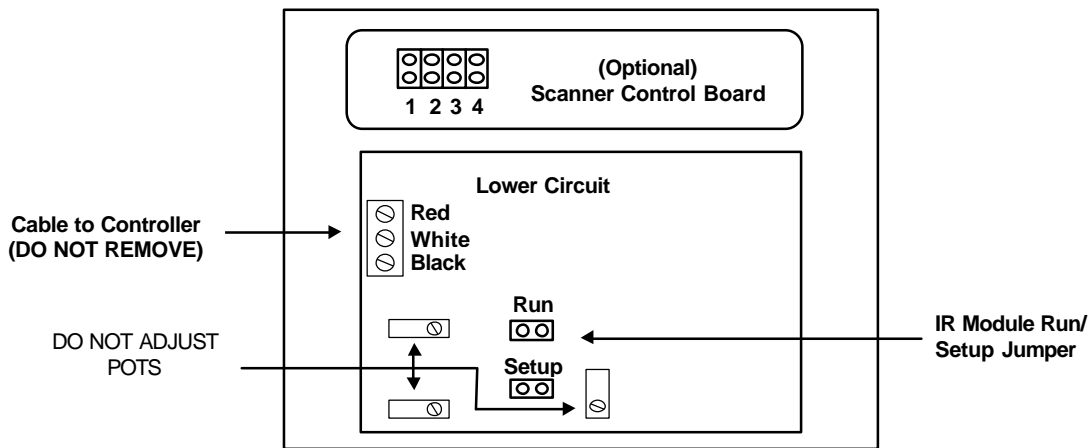 (Optional)
Scanner Control Board
1 2 3 4
Lower Circuit
Cable to Controller
(DO NOT REMOVE)
Red
White
Black
Run
IR Module Run/
Setup Jumper
DO NOT ADJUST
POTS
Setup